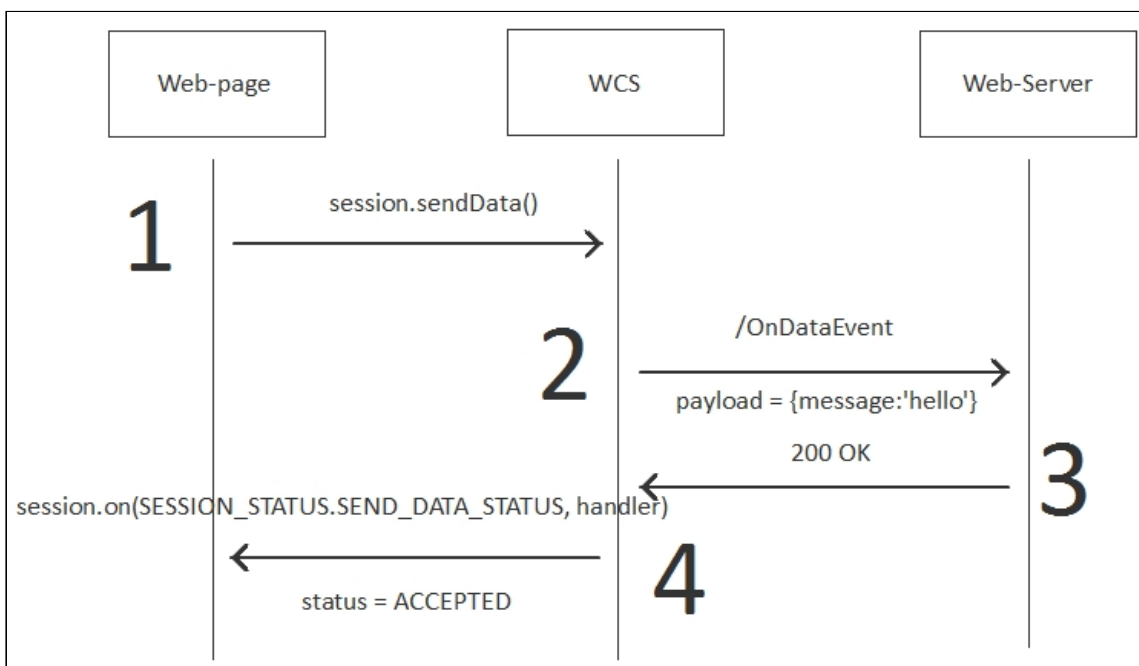 Web-page
WCS
Web-Server
1
session.sendData()
2
/OnDataEvent
payload = {message:'hello'}
200 OK
3
session.on(SESSION_STATUS.SEND_DATA_STATUS, handler)
4
status = ACCEPTED